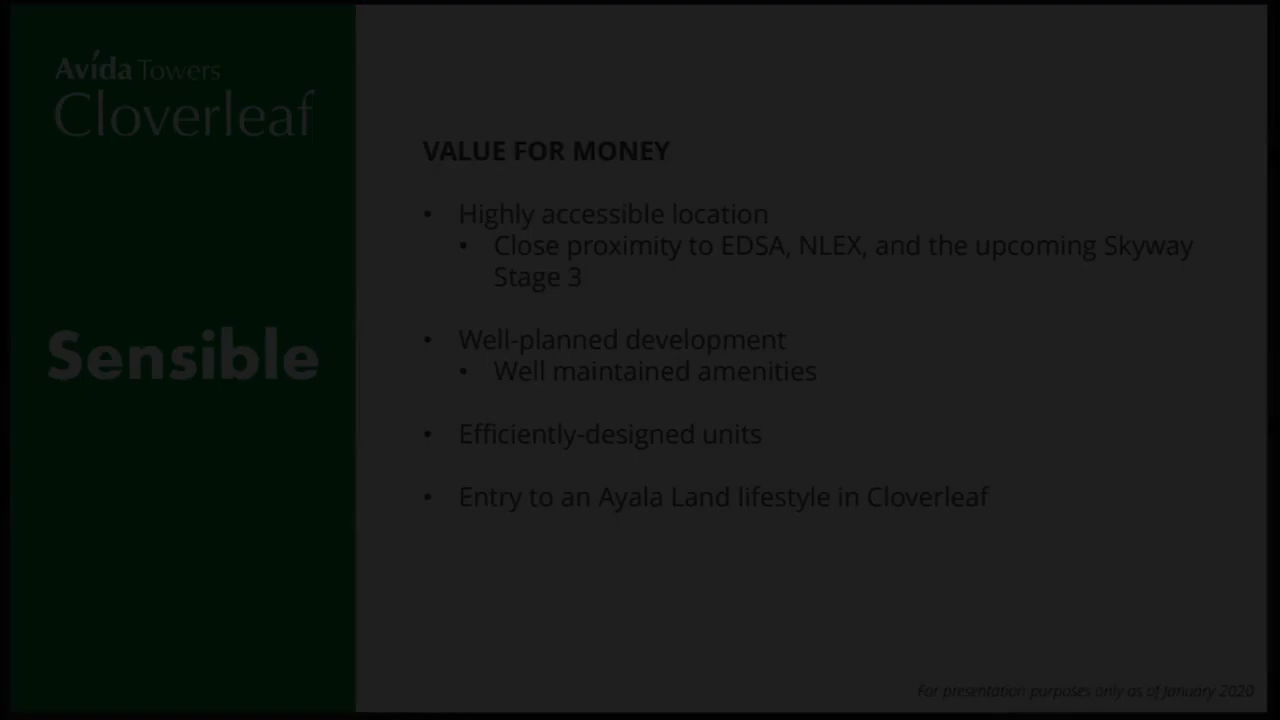 Avída Towers
Cloverleaf
Sensible
VALUE FOR MONEY
• Highly accessible location
• Close proximity to EDSA, NLEX, and the upcoming Skyway
Stage 3
• Well-planned development
• Well maintained amenities
• Efficiently-designed units
• Entry to an Ayala Land lifestyle in Cloverleaf
For presentation purposes only as of January 2020